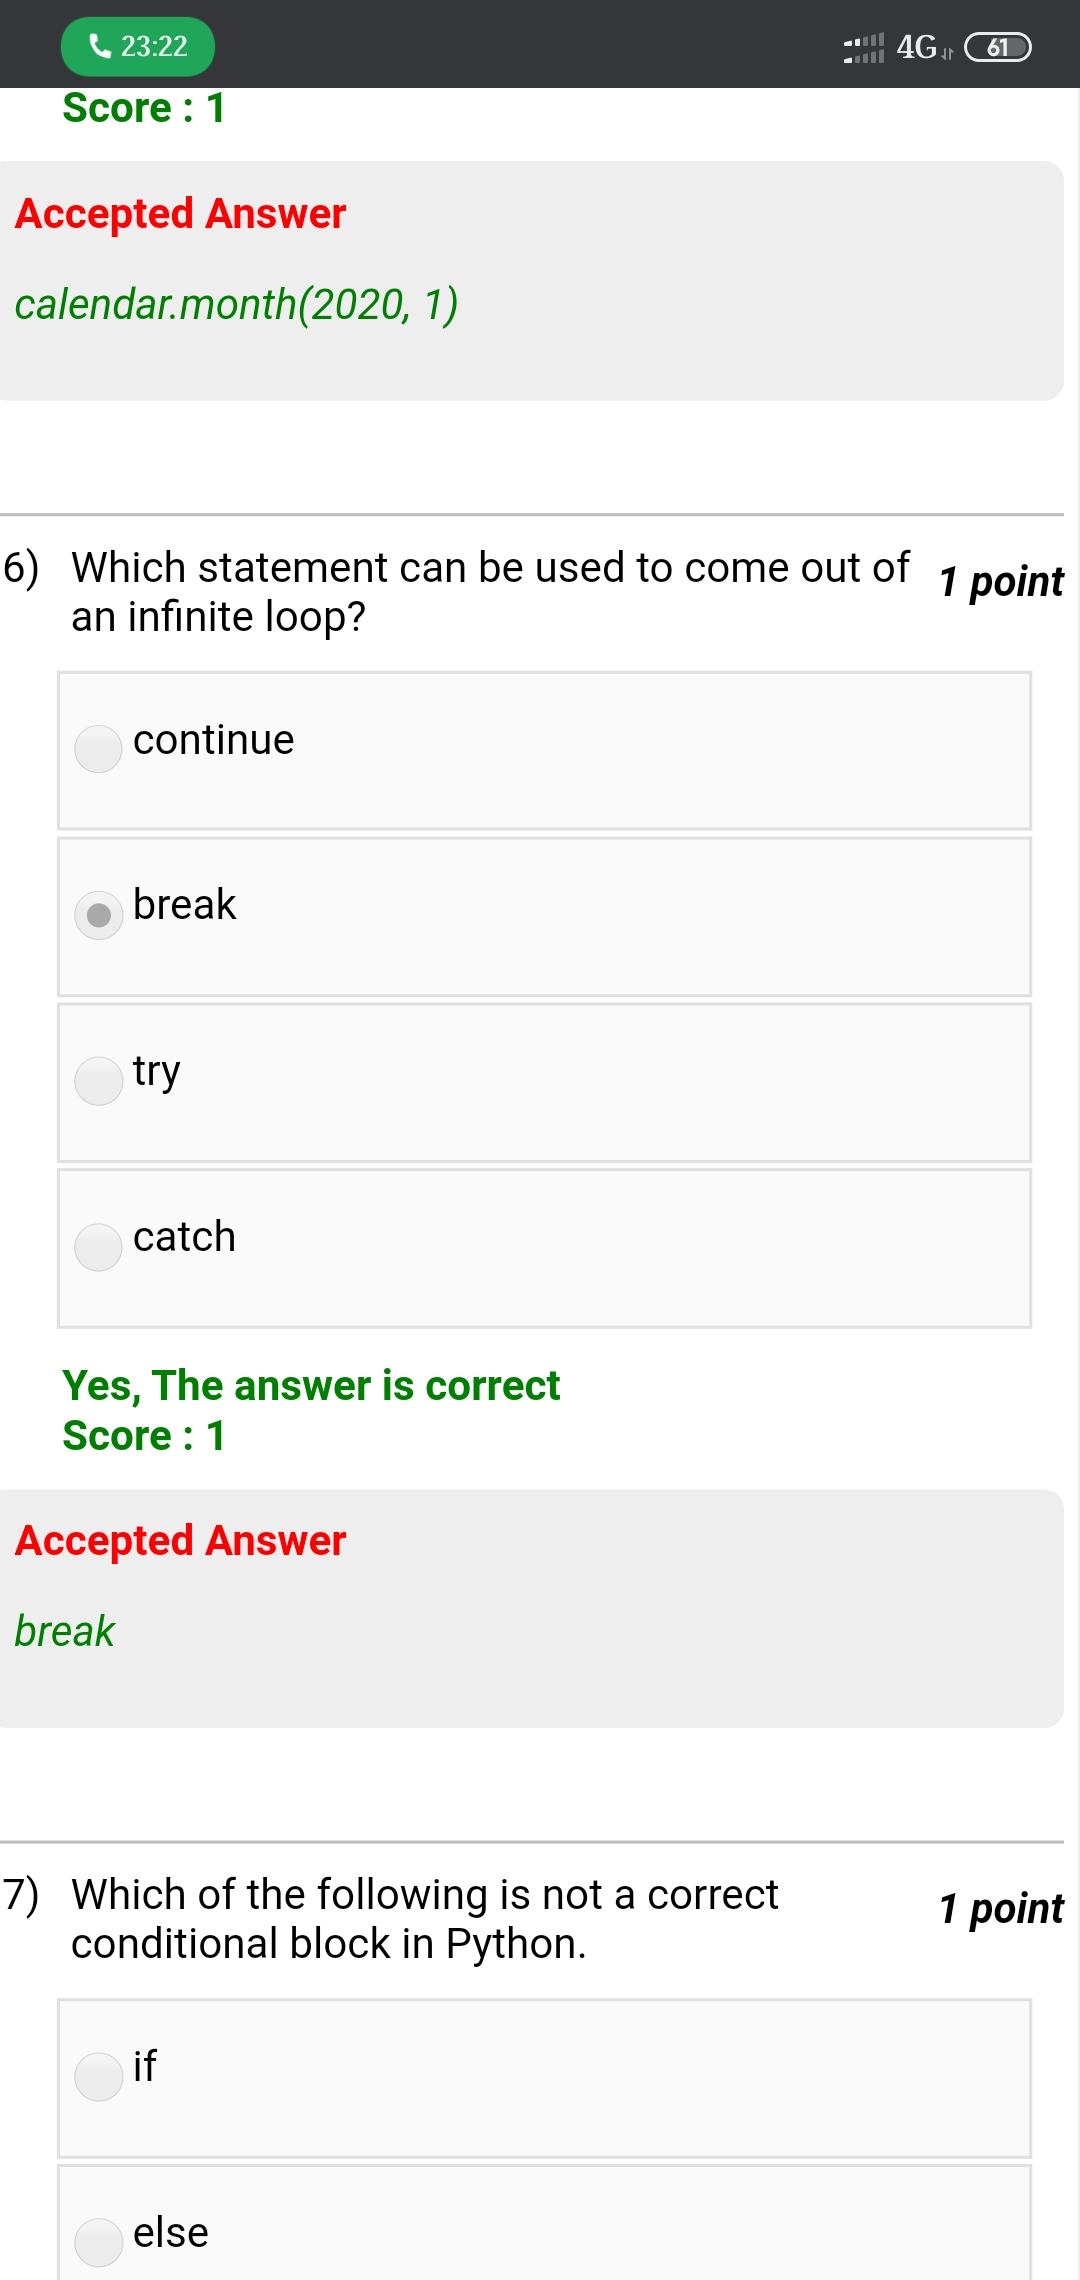 23:22 4G 61
Score : 1
Accepted Answer
calendar.month(2020, 1)
6) Which statement can be used to come out of 1 point
an infinite loop?
continue
break
try
catch
Yes, The answer is correct
Score : 1
Accepted Answer
break
7) Which of the following is not a correct 1 point
conditional block in Python.
if
else